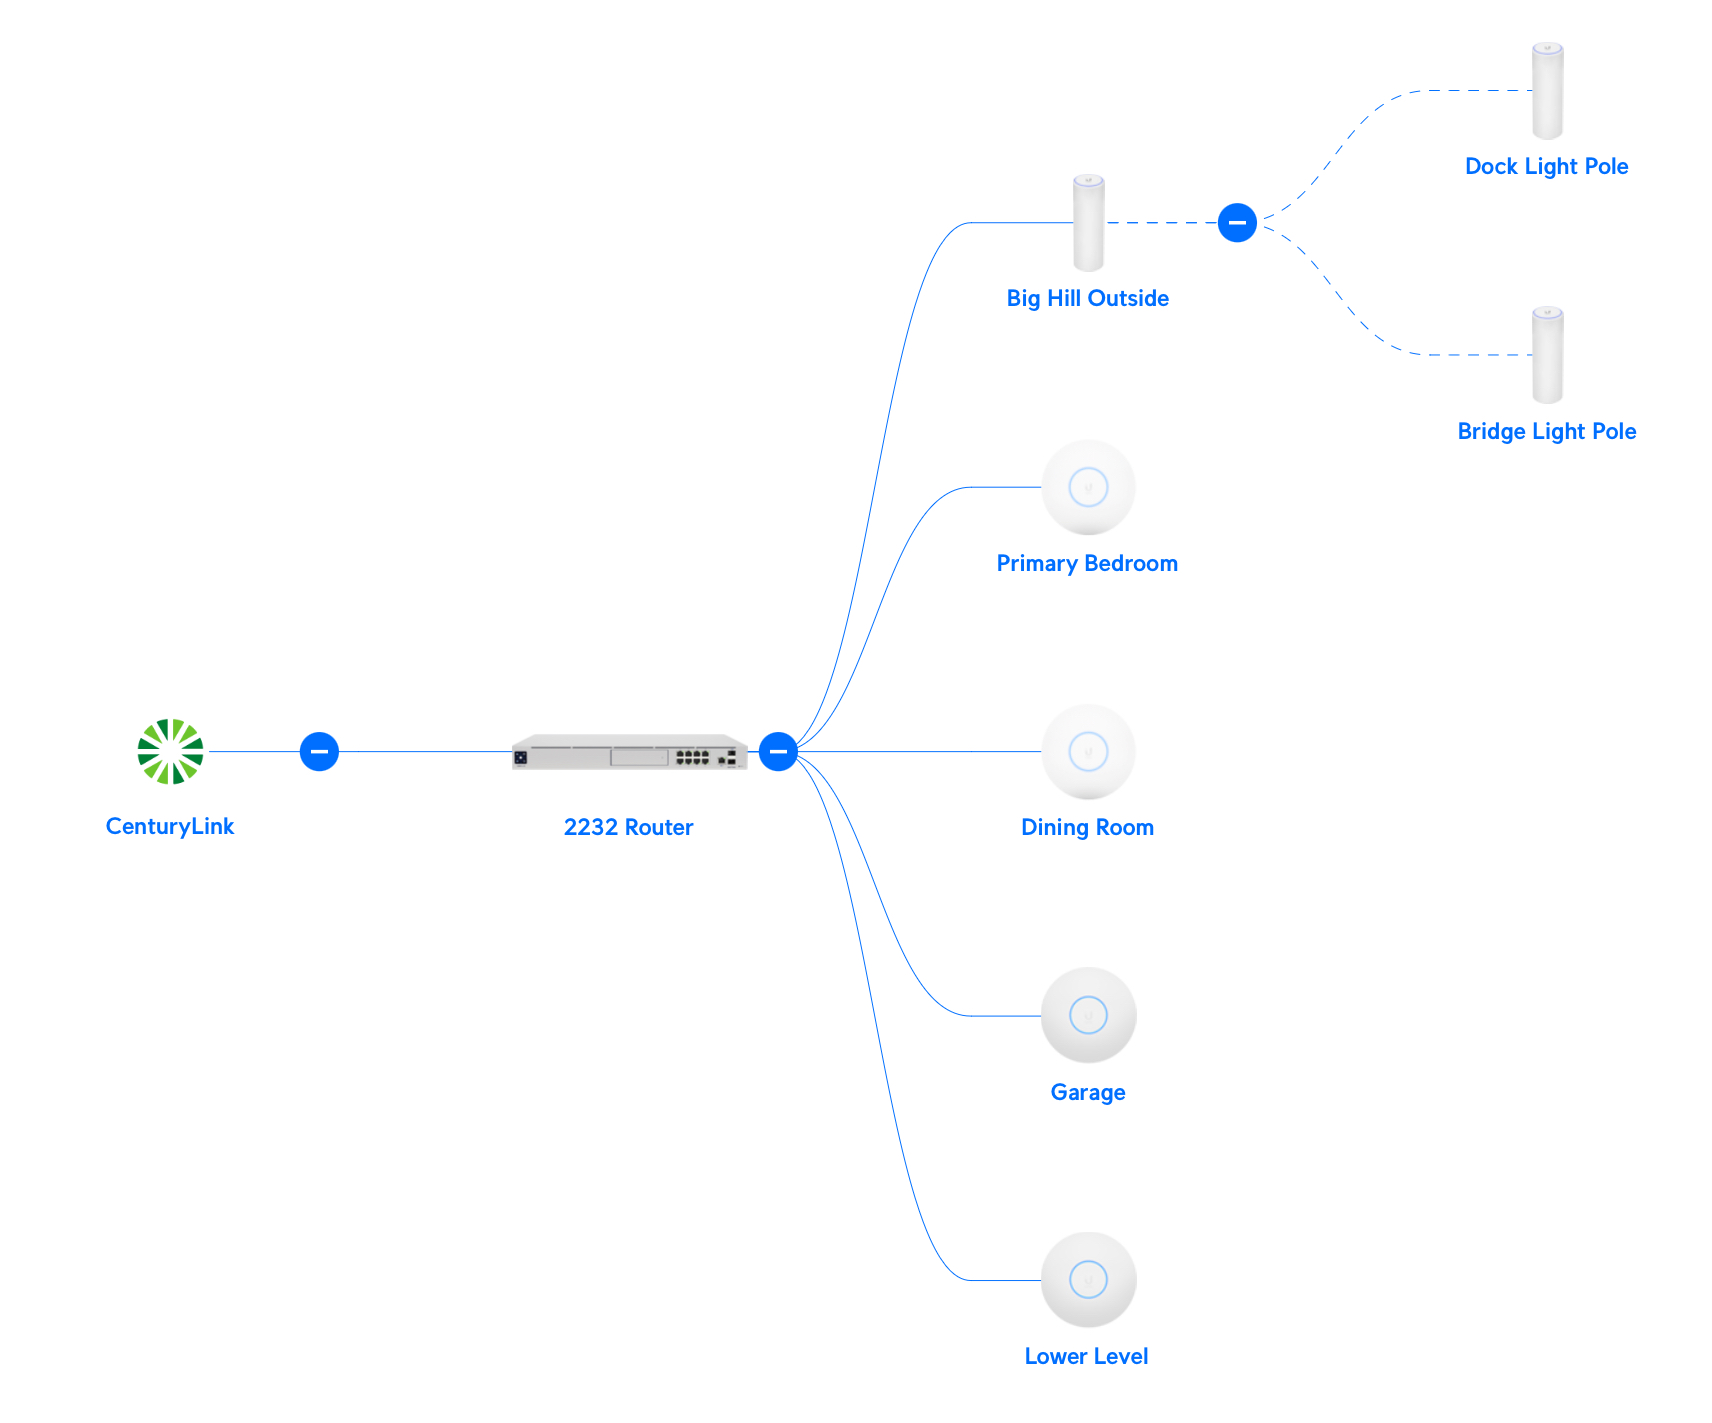 Dock Light Pole
Big Hill Outside
Bridge Light Pole
Primary Bedroom
CenturyLink
2232 Router
Dining Room
Garage
Lower Level